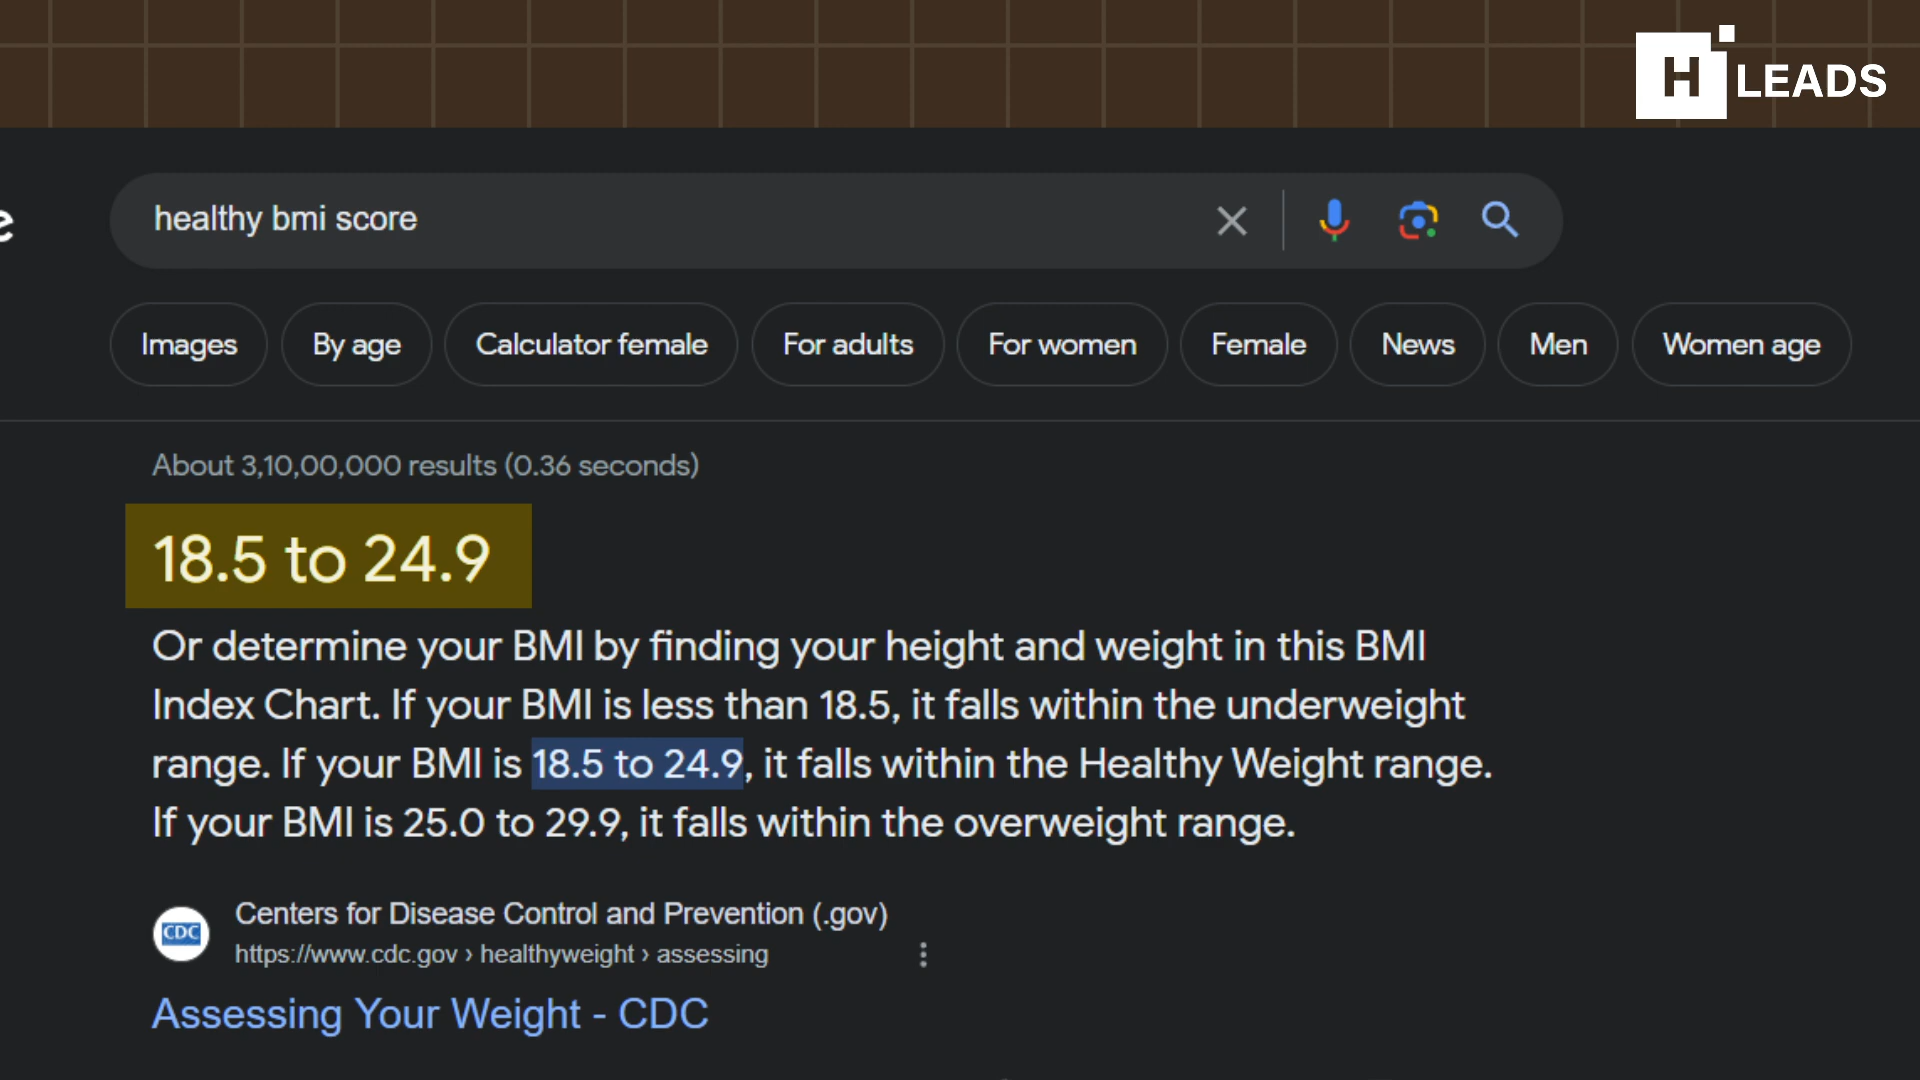 H LEADS
e
healthy bmi score
Images
By age
Calculator female
For adults
For women
Female
News
Men
Women age
About 3,10,00,000 results (0.36 seconds)
18.5 to 24.9
Or determine your BMI by finding your height and weight in this BMI
Index Chart. If your BMI is less than 18.5, it falls within the underweight
range. If your BMI is 18.5 to 24.9, it falls within the Healthy Weight range.
If your BMI is 25.0 to 29.9, it falls within the overweight range.
CDC
Centers for Disease Control and Prevention (.gov)
https://www.cdc.gov › healthyweight › assessing
Assessing Your Weight - CDC